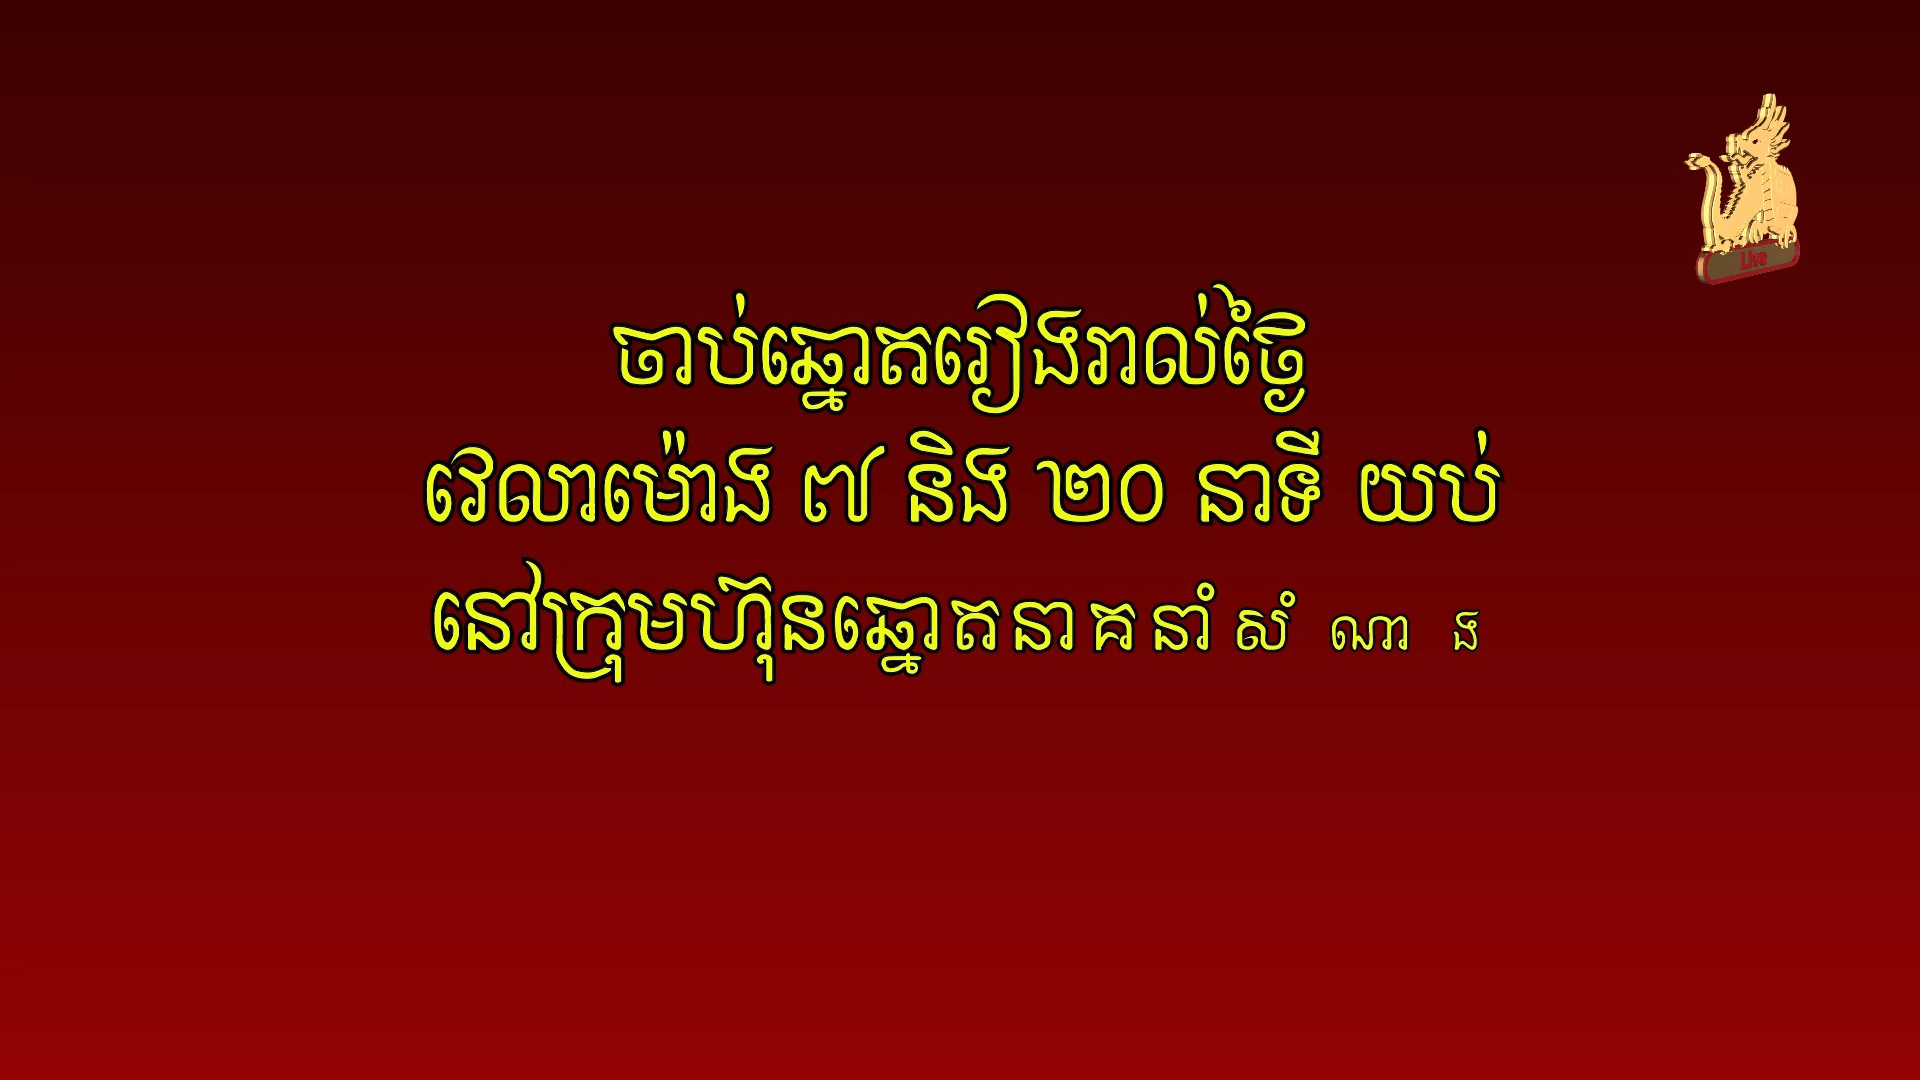 Live
ចាប់ឆ្នោតរៀងរាល់ថ្ងៃ
វេលាម៉ោង ៧ និង ២០ នាទី យប់
នៅក្រុមហ៊ុនឆ្នោតនាគនាំសំណាង